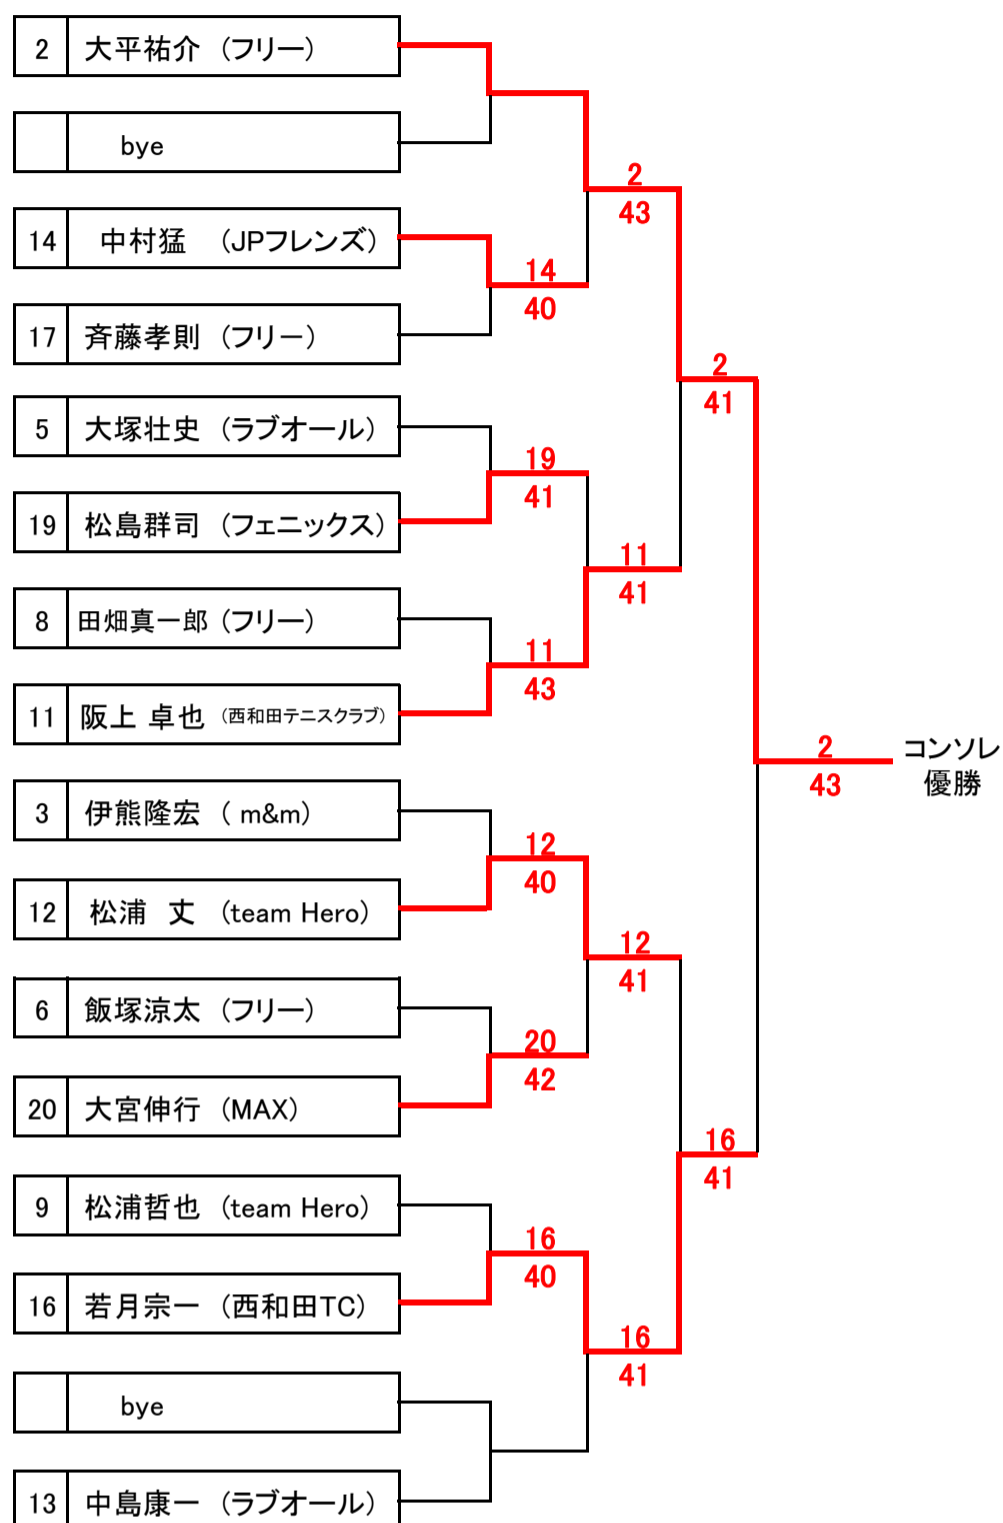 2 大平祐介 (フリー)
bye
2
43
14 中村猛 (JPフレンズ)
14
40
17 斉藤孝則 (フリー)
2
41
5 大塚壮史 (ラブオール)
19
41
19 松島群司 (フェニックス)
11
41
8 田畑真一郎 (フリー)
11
43
11 阪上 卓也 (西和田テニスクラブ)
2
43
コンソレ
優勝
3 伊熊隆宏 ( m&m)
12
40
12 松浦 丈 (team Hero)
12
41
6 飯塚涼太 (フリー)
20
42
20 大宮伸行 (MAX)
16
41
9 松浦哲也 (team Hero)
16
40
16 若月宗一 (西和田TC)
16
41
bye
13 中島康一 (ラブオール)